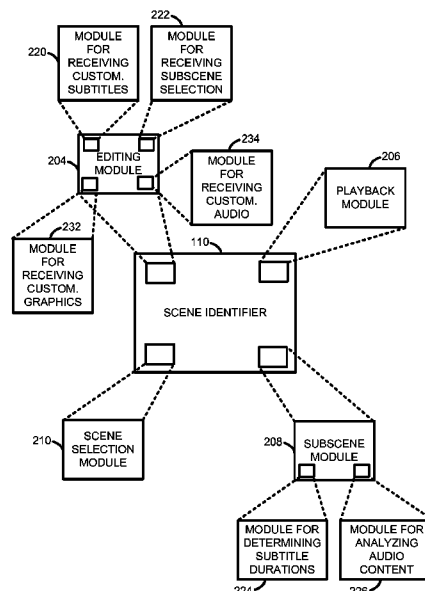 222
MODULE
FOR
RECEIVING
CUSTOM.
SUBTITLES
220
MODULE
FOR
RECEIVING
SUBSCENE
SELECTION
234
204
EDITING
MODULE
MODULE
FOR
RECEIVING
CUSTOM.
AUDIO
206
PLAYBACK
MODULE
232
MODULE
FOR
RECEIVING
CUSTOM.
GRAPHICS
110
SCENE IDENTIFIER
210
SCENE
SELECTION
MODULE
208
SUBSCENE
MODULE
MODULE FOR
DETERMINING
SUBTITLE
DURATIONS
224
MODULE FOR
ANALYZING
AUDIO
CONTENT
226